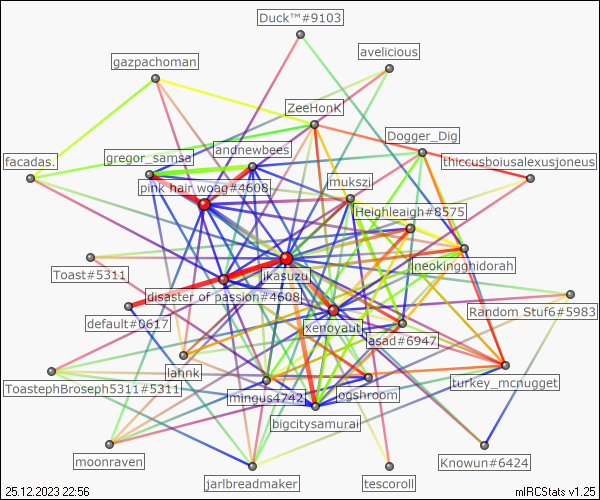 Duck™#9103
avelicious
gazpachoman
ZeeHonK
Dogger_Dig
andnewbees
gregor_samsa
facadas.
thiccusboiusalexusjoneus
mukszi
pink hair woag#4608
Heighleigh#8575
neokingghidorah
Toast#5311
ikasuzu
disaster of passion#4608
Random Stuf6#5983
default#0617
xenoyaut
asad#6947
lahnk
turkey_mcnugget
ToastephBroseph5311#5311
mingus4742
ogshroom
bigcitysamurai
moonraven
Knowun#6424
jarlbreadmaker
tescoroll
25.12.2023 22:56
mIRCStats v1.25